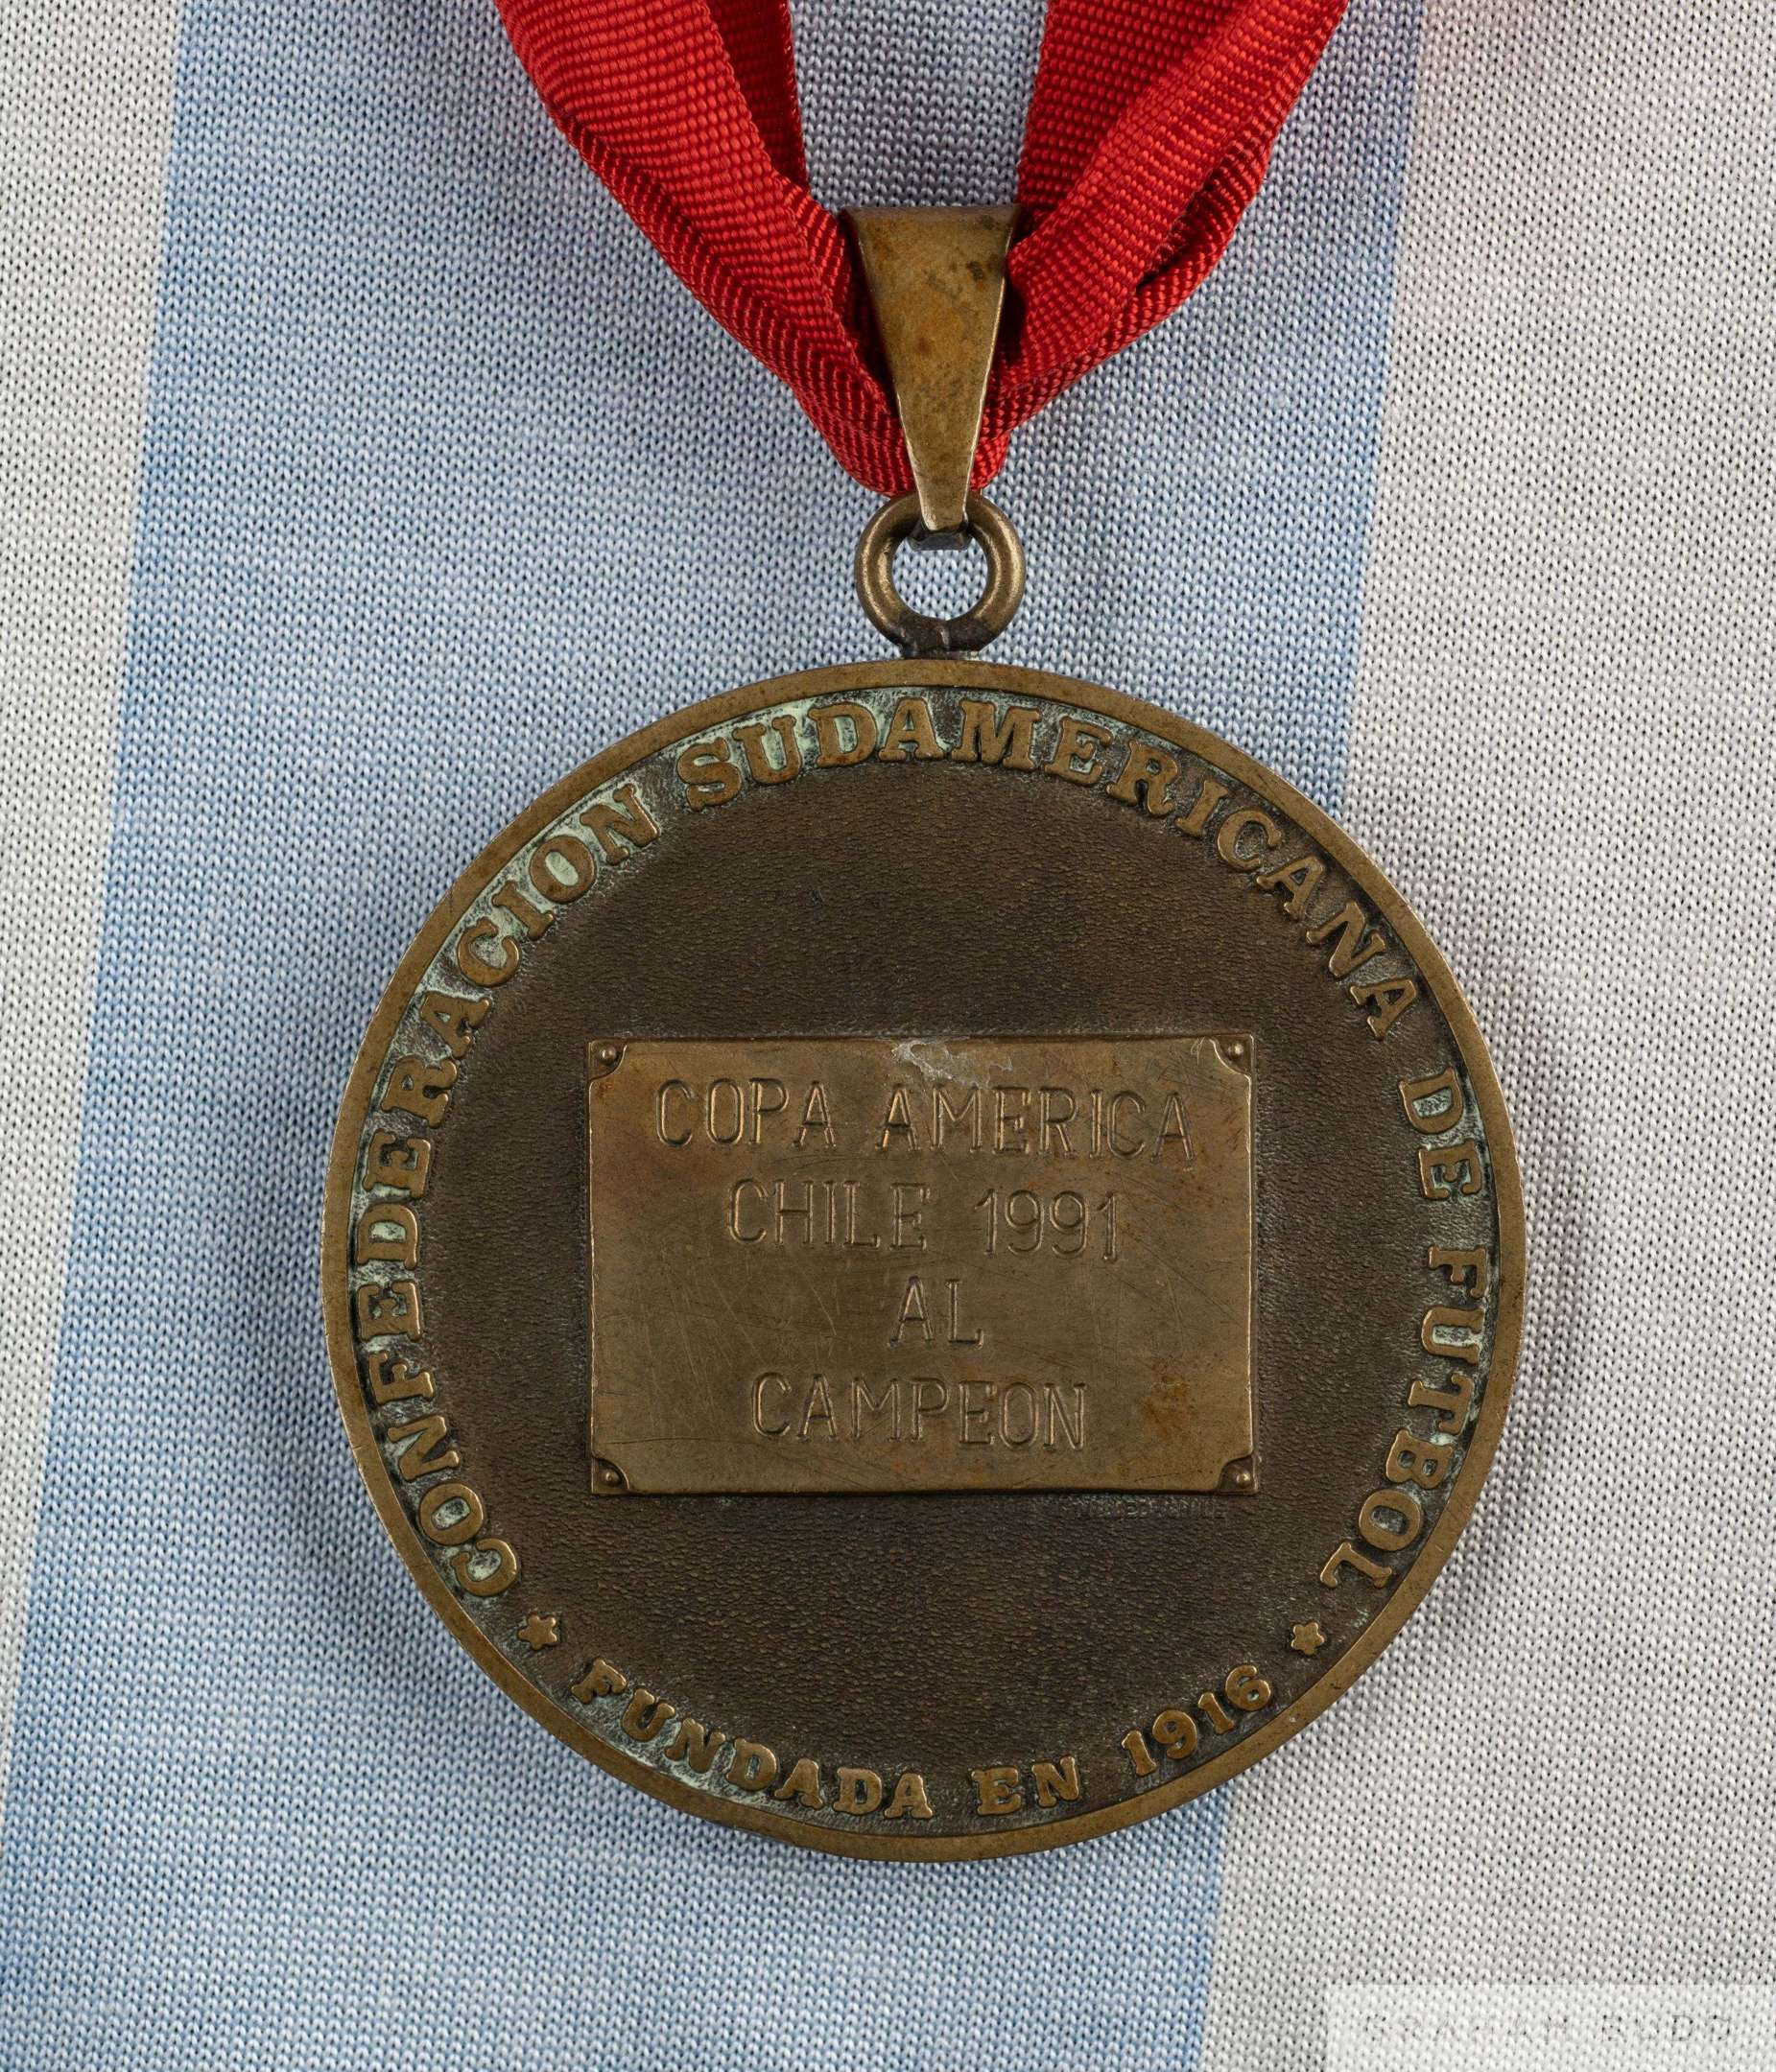 CONFEDERACION SUDAMERICANA DE FUTBOL
COPA AMERICA
CHILE 1991
AL
CAMPEON
FUNDADA EN 1916